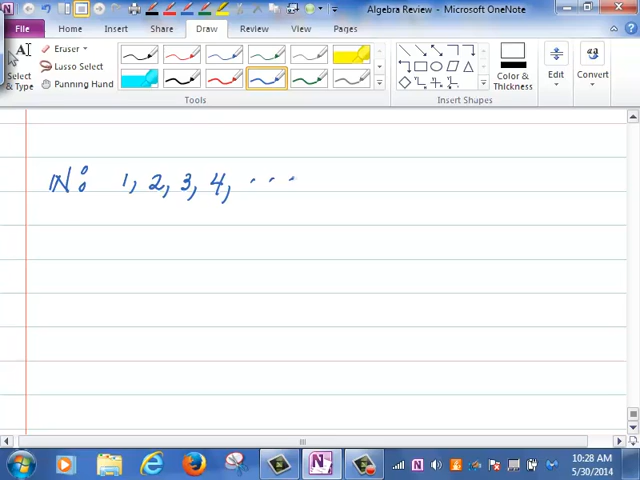 Algebra Review - Microsoft OneNote
File Home Insert Share Draw Review View Pages
Select & Type
Eraser
Lasso Select
Panning Hand
Tools
Insert Shapes
Color & Thickness
Edit
Convert
N: 1, 2, 3, 4, ...
10:28 AM
5/30/2014